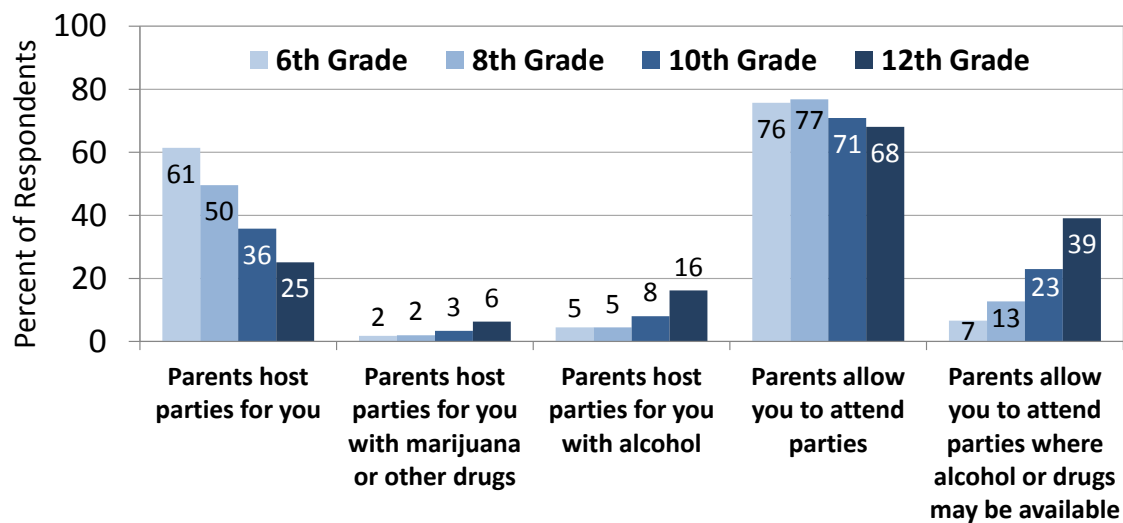 100
80
60
40
20
0
Percent of Respondents
6th Grade 8th Grade 10th Grade 12th Grade
61 50 36 25
2 2 3 6
5 5 8 16
76 77 71 68
7 13 23 39
Parents host
parties for you
Parents host
parties for you
with marijuana
or other drugs
Parents host
parties for you
with alcohol
Parents allow
you to attend
parties
Parents allow
you to attend
parties where
alcohol or drugs
may be available